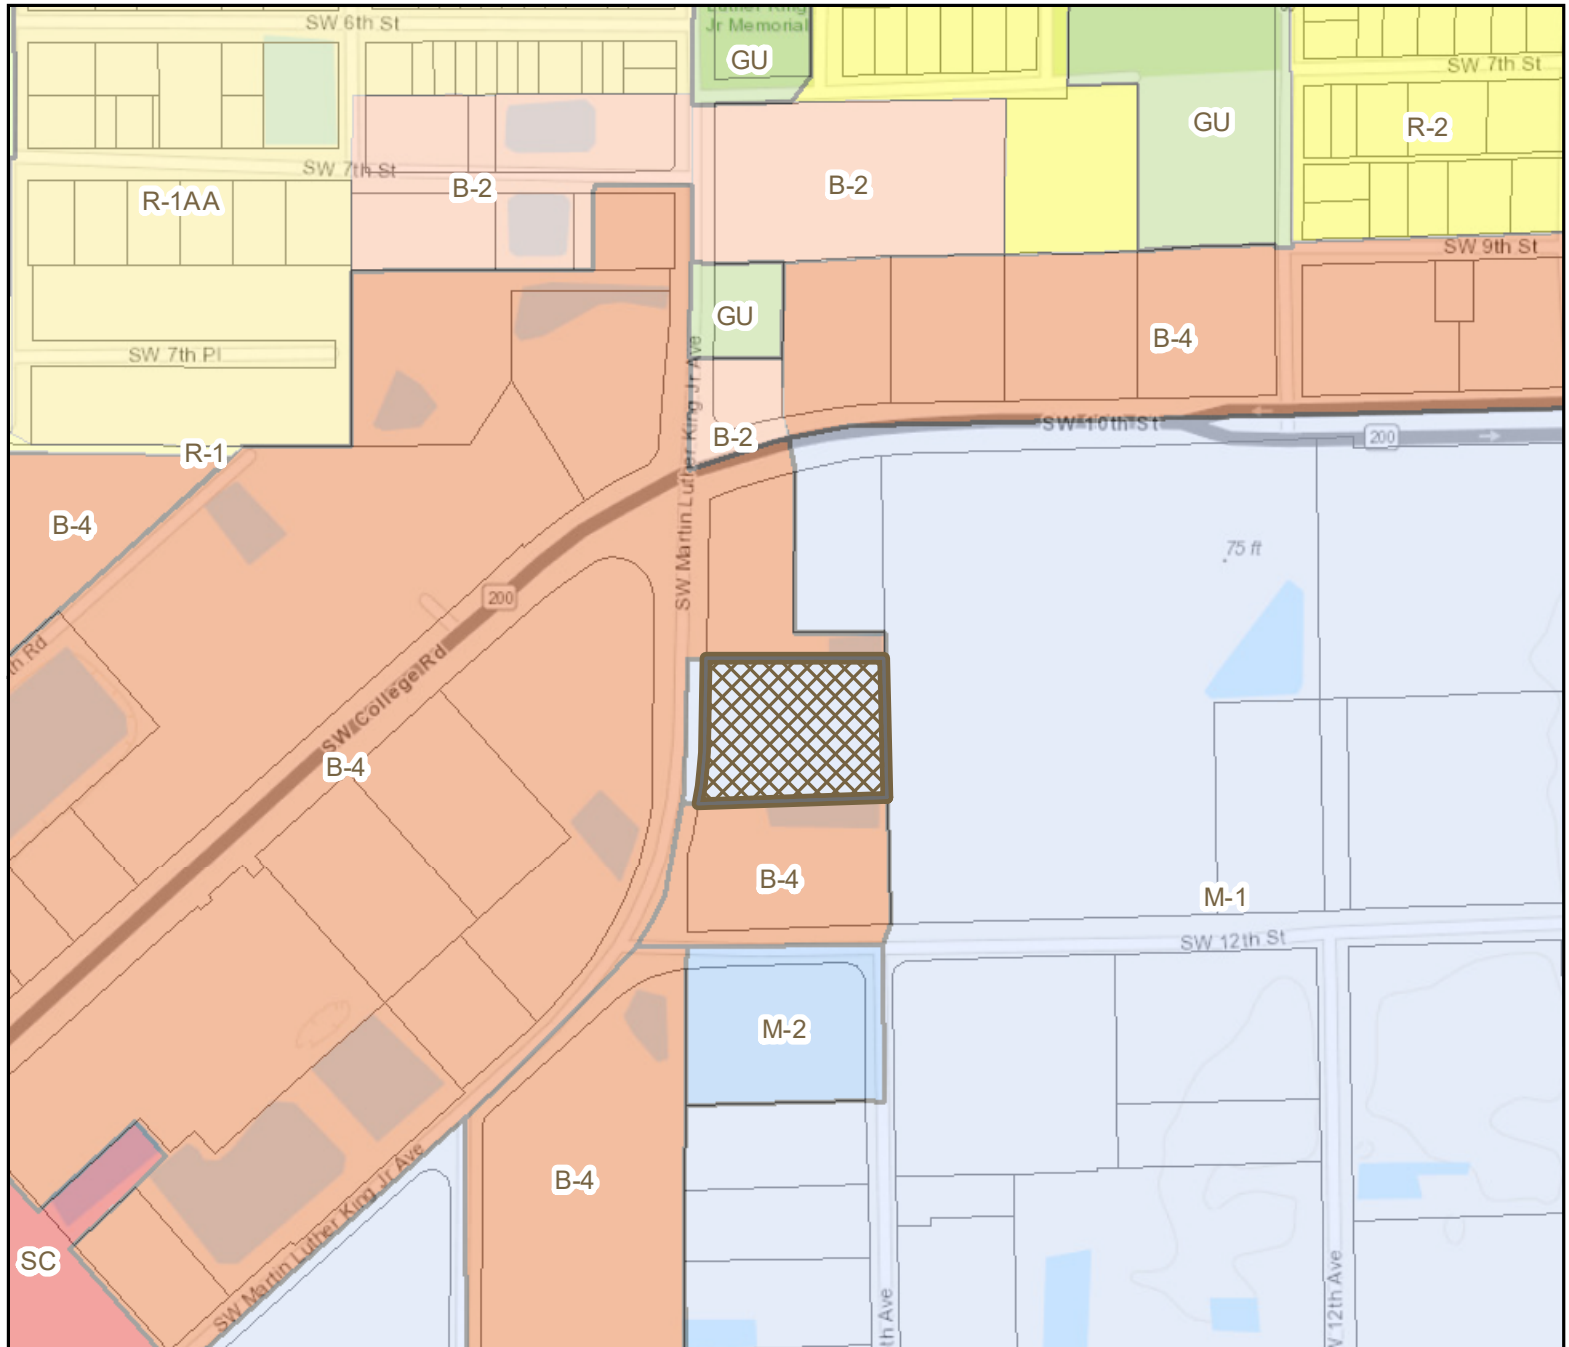 SW 6th St
Jr Memorial
GU
SW 7th St
GU
R-2
SW 7th St
R-1AA
B-2
B-2
SW 9th St
GU
B-4
SW 7th Pl
SW Martin Luther King Jr Ave
B-2
SW 10th St
200
R-1
B-4
75 ft
200
th Rd
SW College Rd
B-4
B-4
M-1
SW 12th St
M-2
B-4
SW Martin Luther King Jr Ave
SC
th Ave
12th Ave